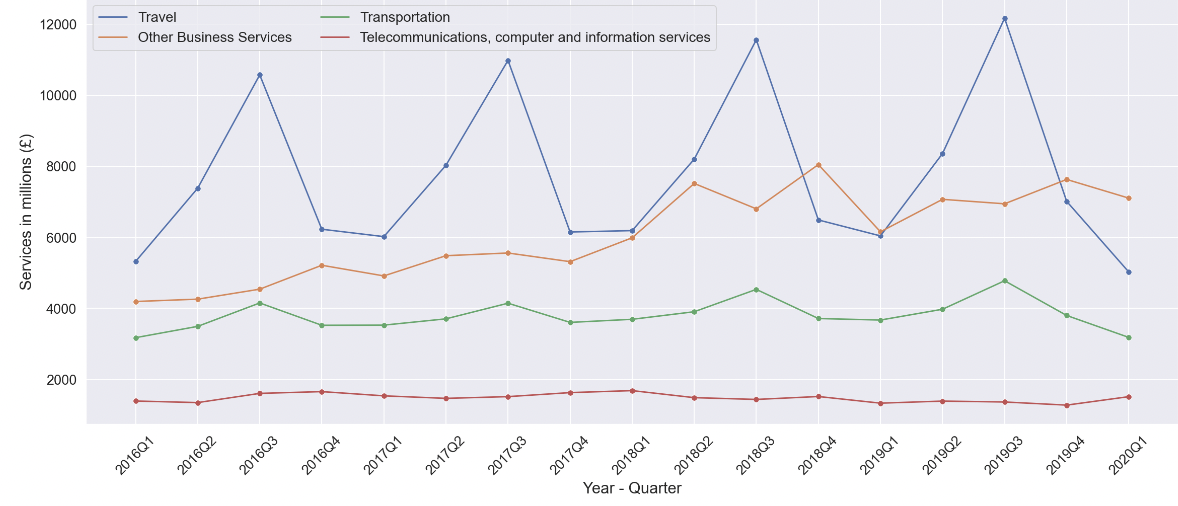 Travel
Other Business Services
Transportation
Telecommunications, computer and information services
12000
10000
8000
6000
4000
2000
Services in millions (£)
2016Q1
2016Q2
2016Q3
2016Q4
2017Q1
2017Q2
2017Q3
2017Q4
2018Q1
2018Q2
2018Q3
2018Q4
2019Q1
2019Q2
2019Q3
2019Q4
2020Q1
Year - Quarter